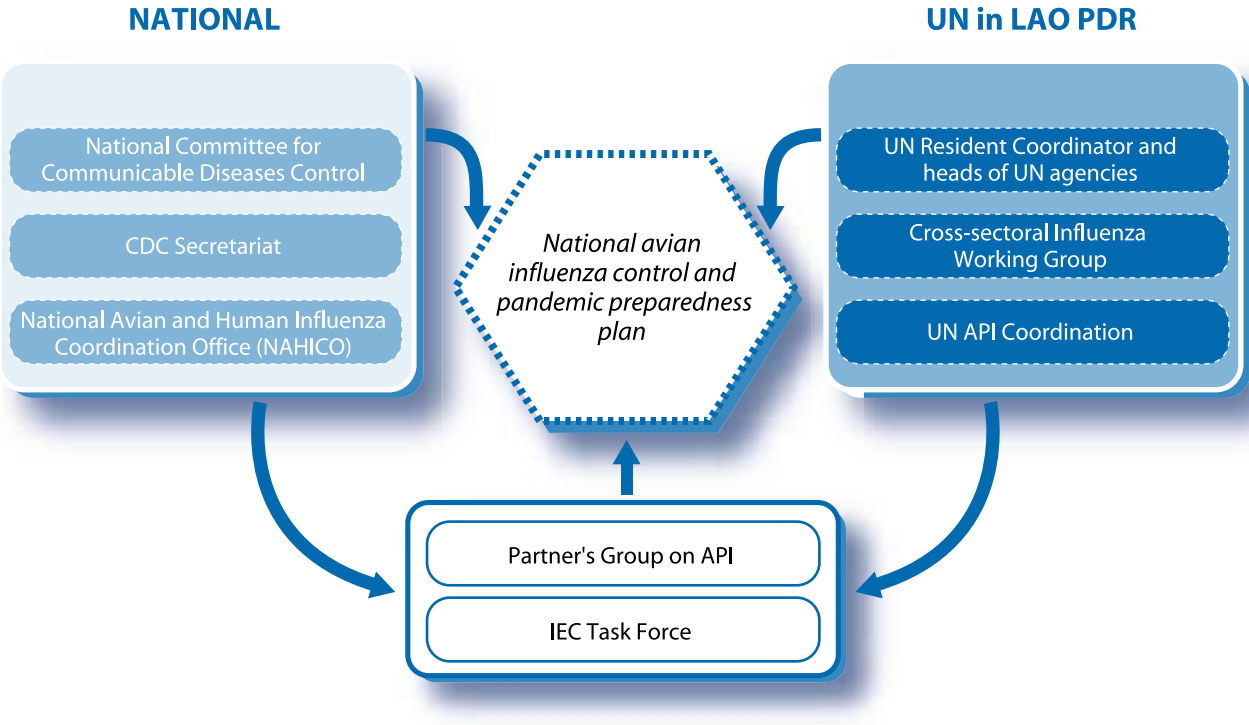 NATIONAL
National Committee for
Communicable Diseases Control
CDC Secretariat
National Avian and Human Influenza
Coordination Office (NAHICO)
National avian
influenza control and
pandemic preparedness
plan
UN in LAO PDR
UN Resident Coordinator and
heads of UN agencies
Cross-sectoral Influenza
Working Group
UN API Coordination
Partner's Group on API
IEC Task Force